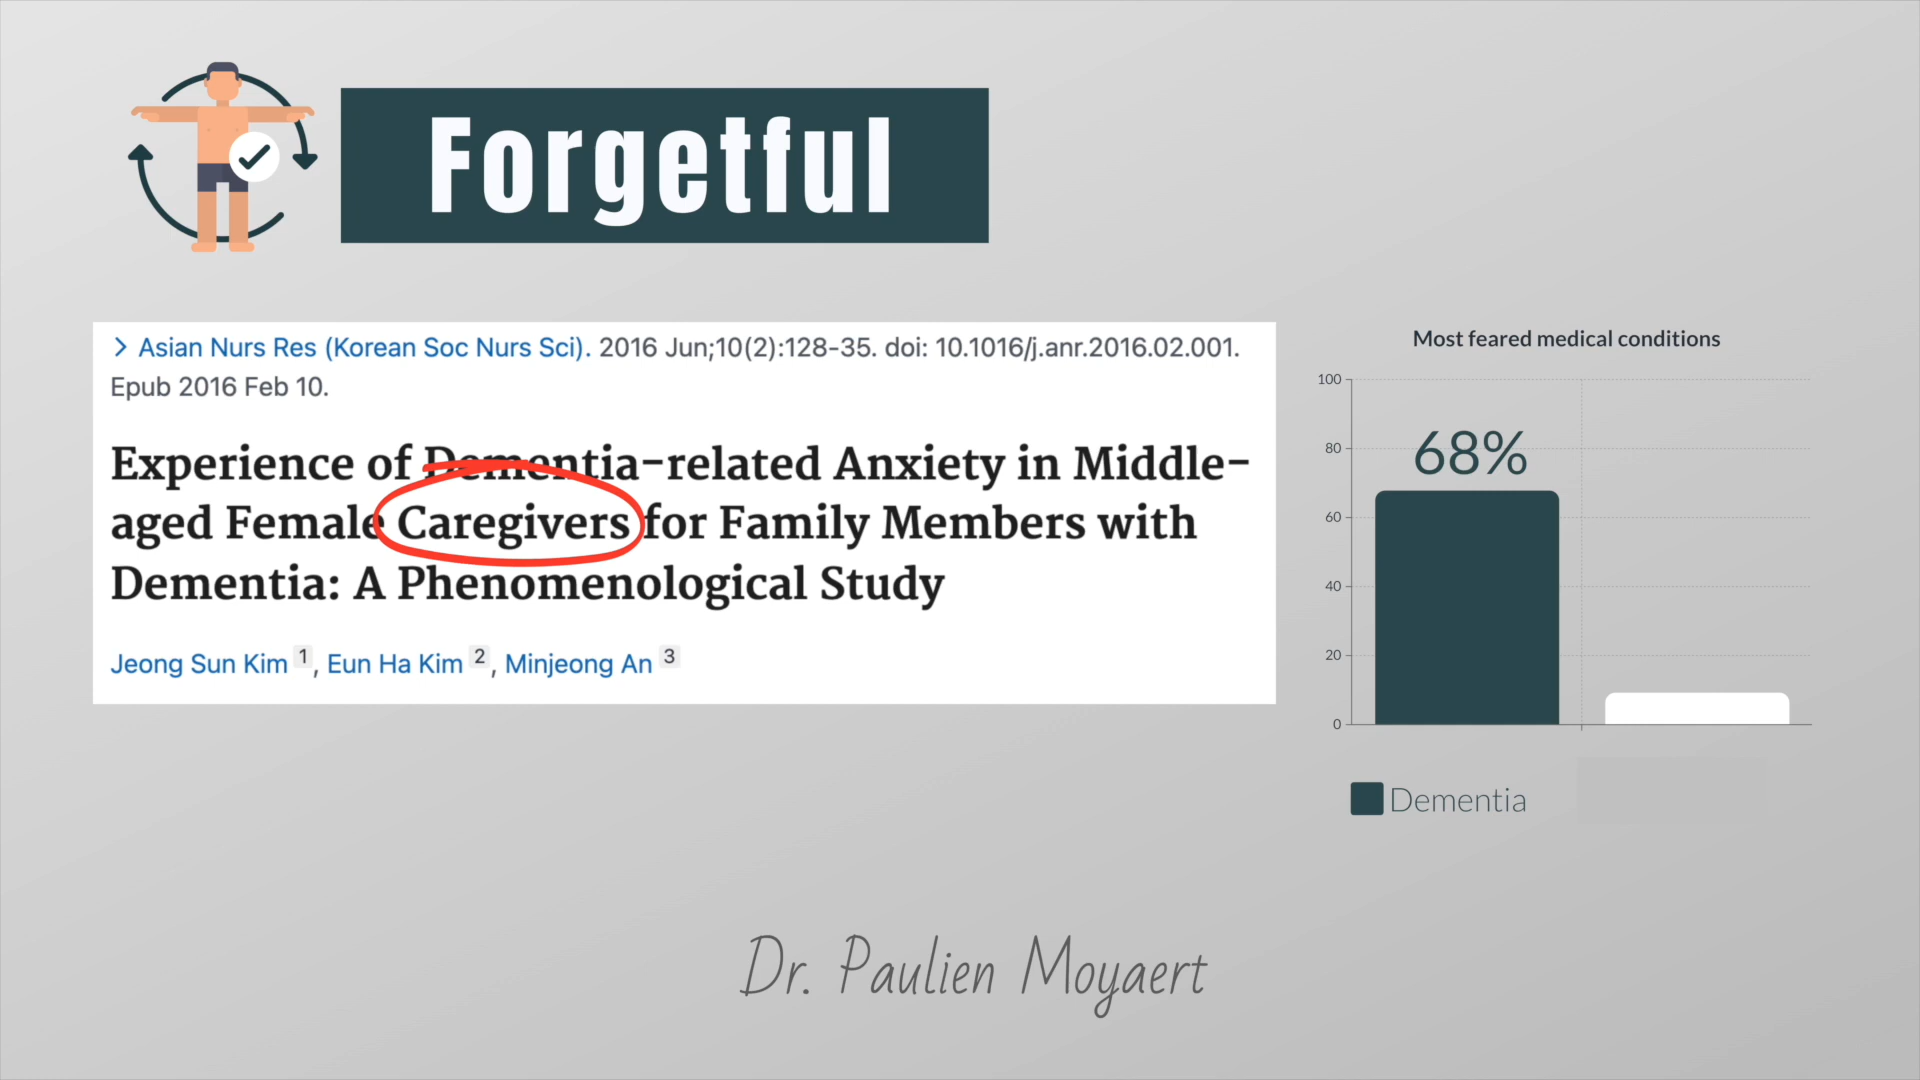 Forgetful
> Asian Nurs Res (Korean Soc Nurs Sci). 2016 Jun;10(2):128-35. doi: 10.1016/j.anr.2016.02.001.
Epub 2016 Feb 10.
Experience of Dementia-related Anxiety in Middle-
aged Female Caregivers for Family Members with
Dementia: A Phenomenological Study
Jeong Sun Kim 1, Eun Ha Kim 2, Minjeong An 3
Most feared medical conditions
100
80
60
40
20
0
68%
Dementia
Dr. Paulien Moyaert